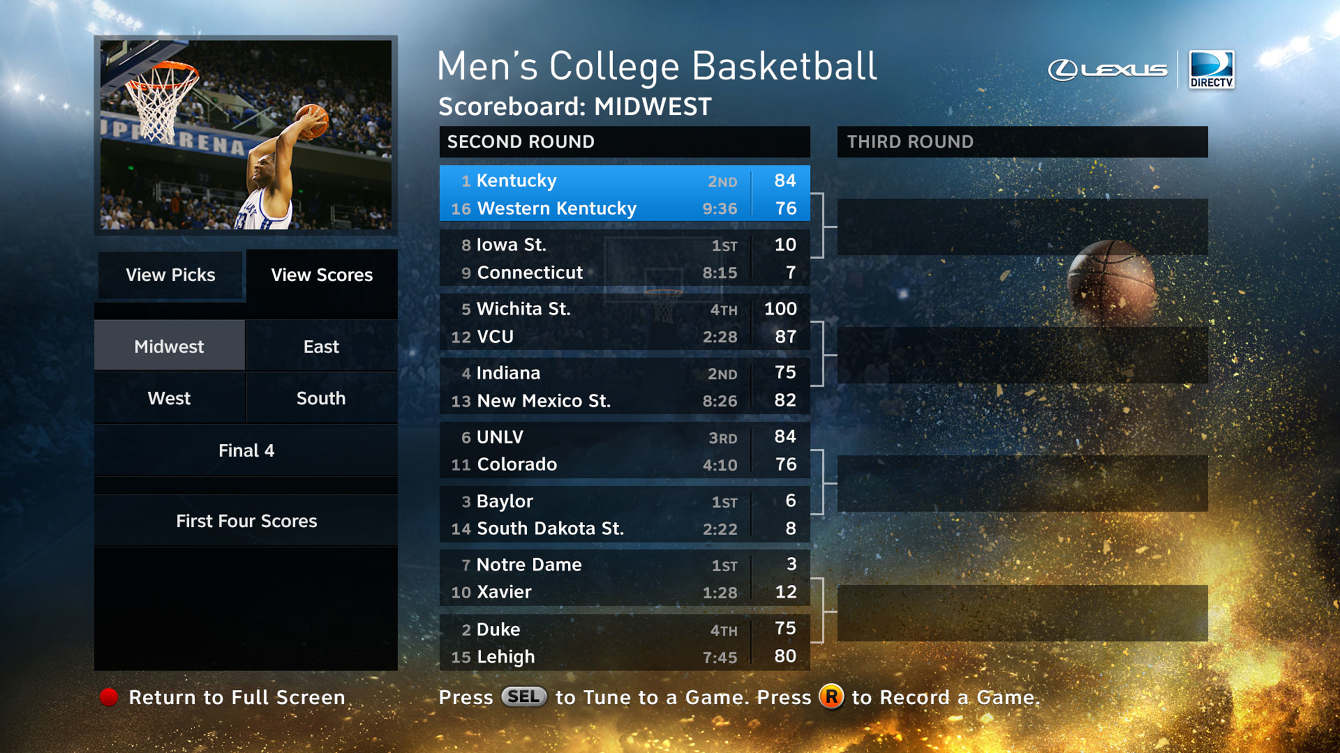 Men's College Basketball
LEXUS
DIRECTV
Scoreboard: MIDWEST
UPP ARENA
View Picks
View Scores
Midwest
East
West
South
Final 4
First Four Scores
SECOND ROUND
THIRD ROUND
1 Kentucky 2ND 84
16 Western Kentucky 9:36 76
8 Iowa St. 1ST 10
9 Connecticut 8:15 7
5 Wichita St. 4TH 100
12 VCU 2:28 87
4 Indiana 2ND 75
13 New Mexico St. 8:26 82
6 UNLV 3RD 84
11 Colorado 4:10 76
3 Baylor 1ST 6
14 South Dakota St. 2:22 8
7 Notre Dame 1ST 3
10 Xavier 1:28 12
2 Duke 4TH 75
15 Lehigh 7:45 80
Return to Full Screen
Press SEL to Tune to a Game. Press R to Record a Game.